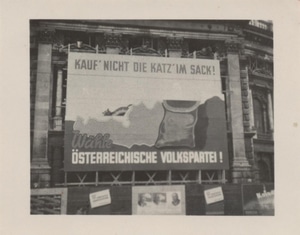 KAUF' NICHT DIE KATZ' IM SACK!
Wählt
ÖSTERREICHISCHE VOLKSPARTEI!